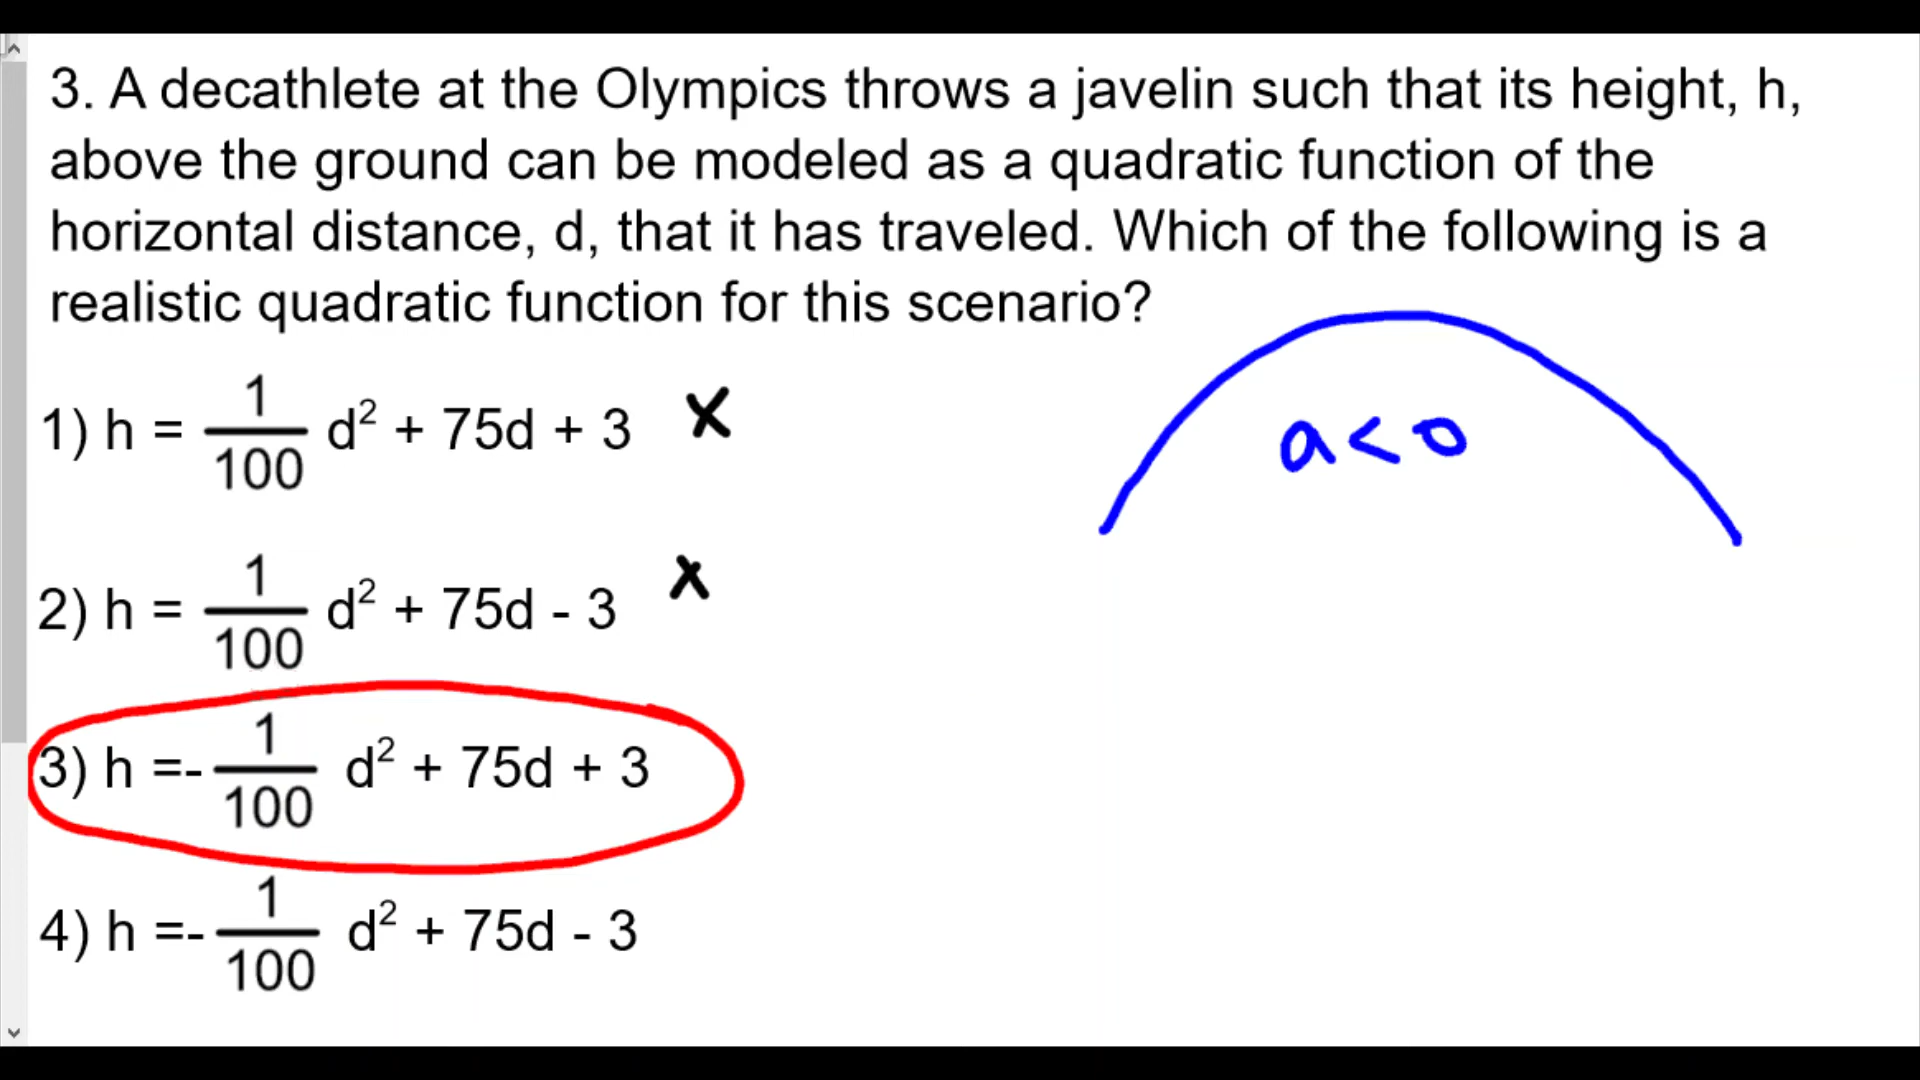 3. A decathlete at the Olympics throws a javelin such that its height, h,
above the ground can be modeled as a quadratic function of the
horizontal distance, d, that it has traveled. Which of the following is a
realistic quadratic function for this scenario?
1) h = 1/100 d² + 75d + 3 x
a<0
2) h = 1/100 d² + 75d - 3 x
3) h =- 1/100 d² + 75d + 3
4) h =- 1/100 d² + 75d - 3